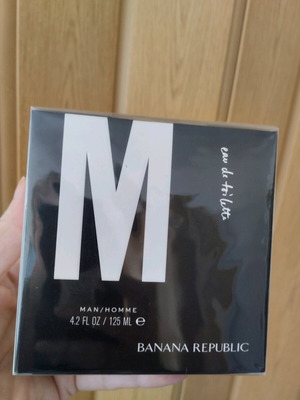 M
eau de toilette
MAN/HOMME
4.2 FL OZ / 125 ML ℮
BANANA REPUBLIC